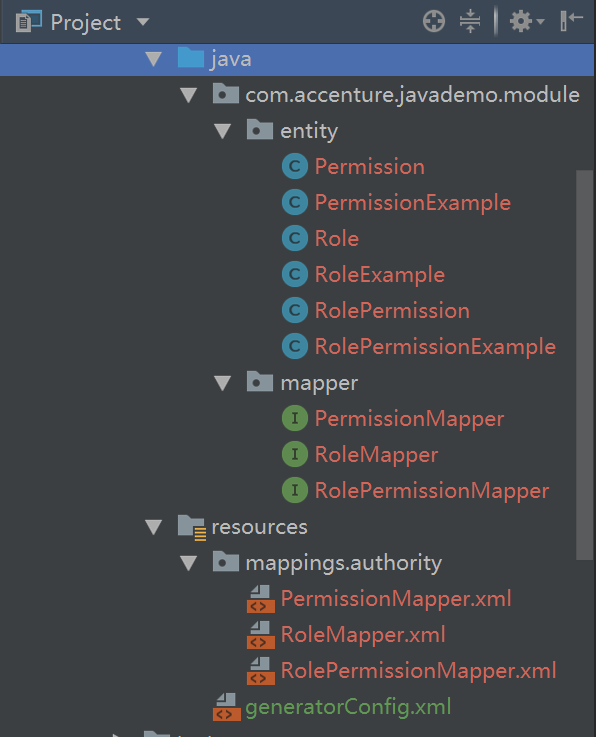 Project
java
com.accenture.javademo.module
entity
C Permission
C PermissionExample
C Role
C RoleExample
C RolePermission
C RolePermissionExample
mapper
I PermissionMapper
I RoleMapper
I RolePermissionMapper
resources
mappings.authority
PermissionMapper.xml
RoleMapper.xml
RolePermissionMapper.xml
generatorConfig.xml